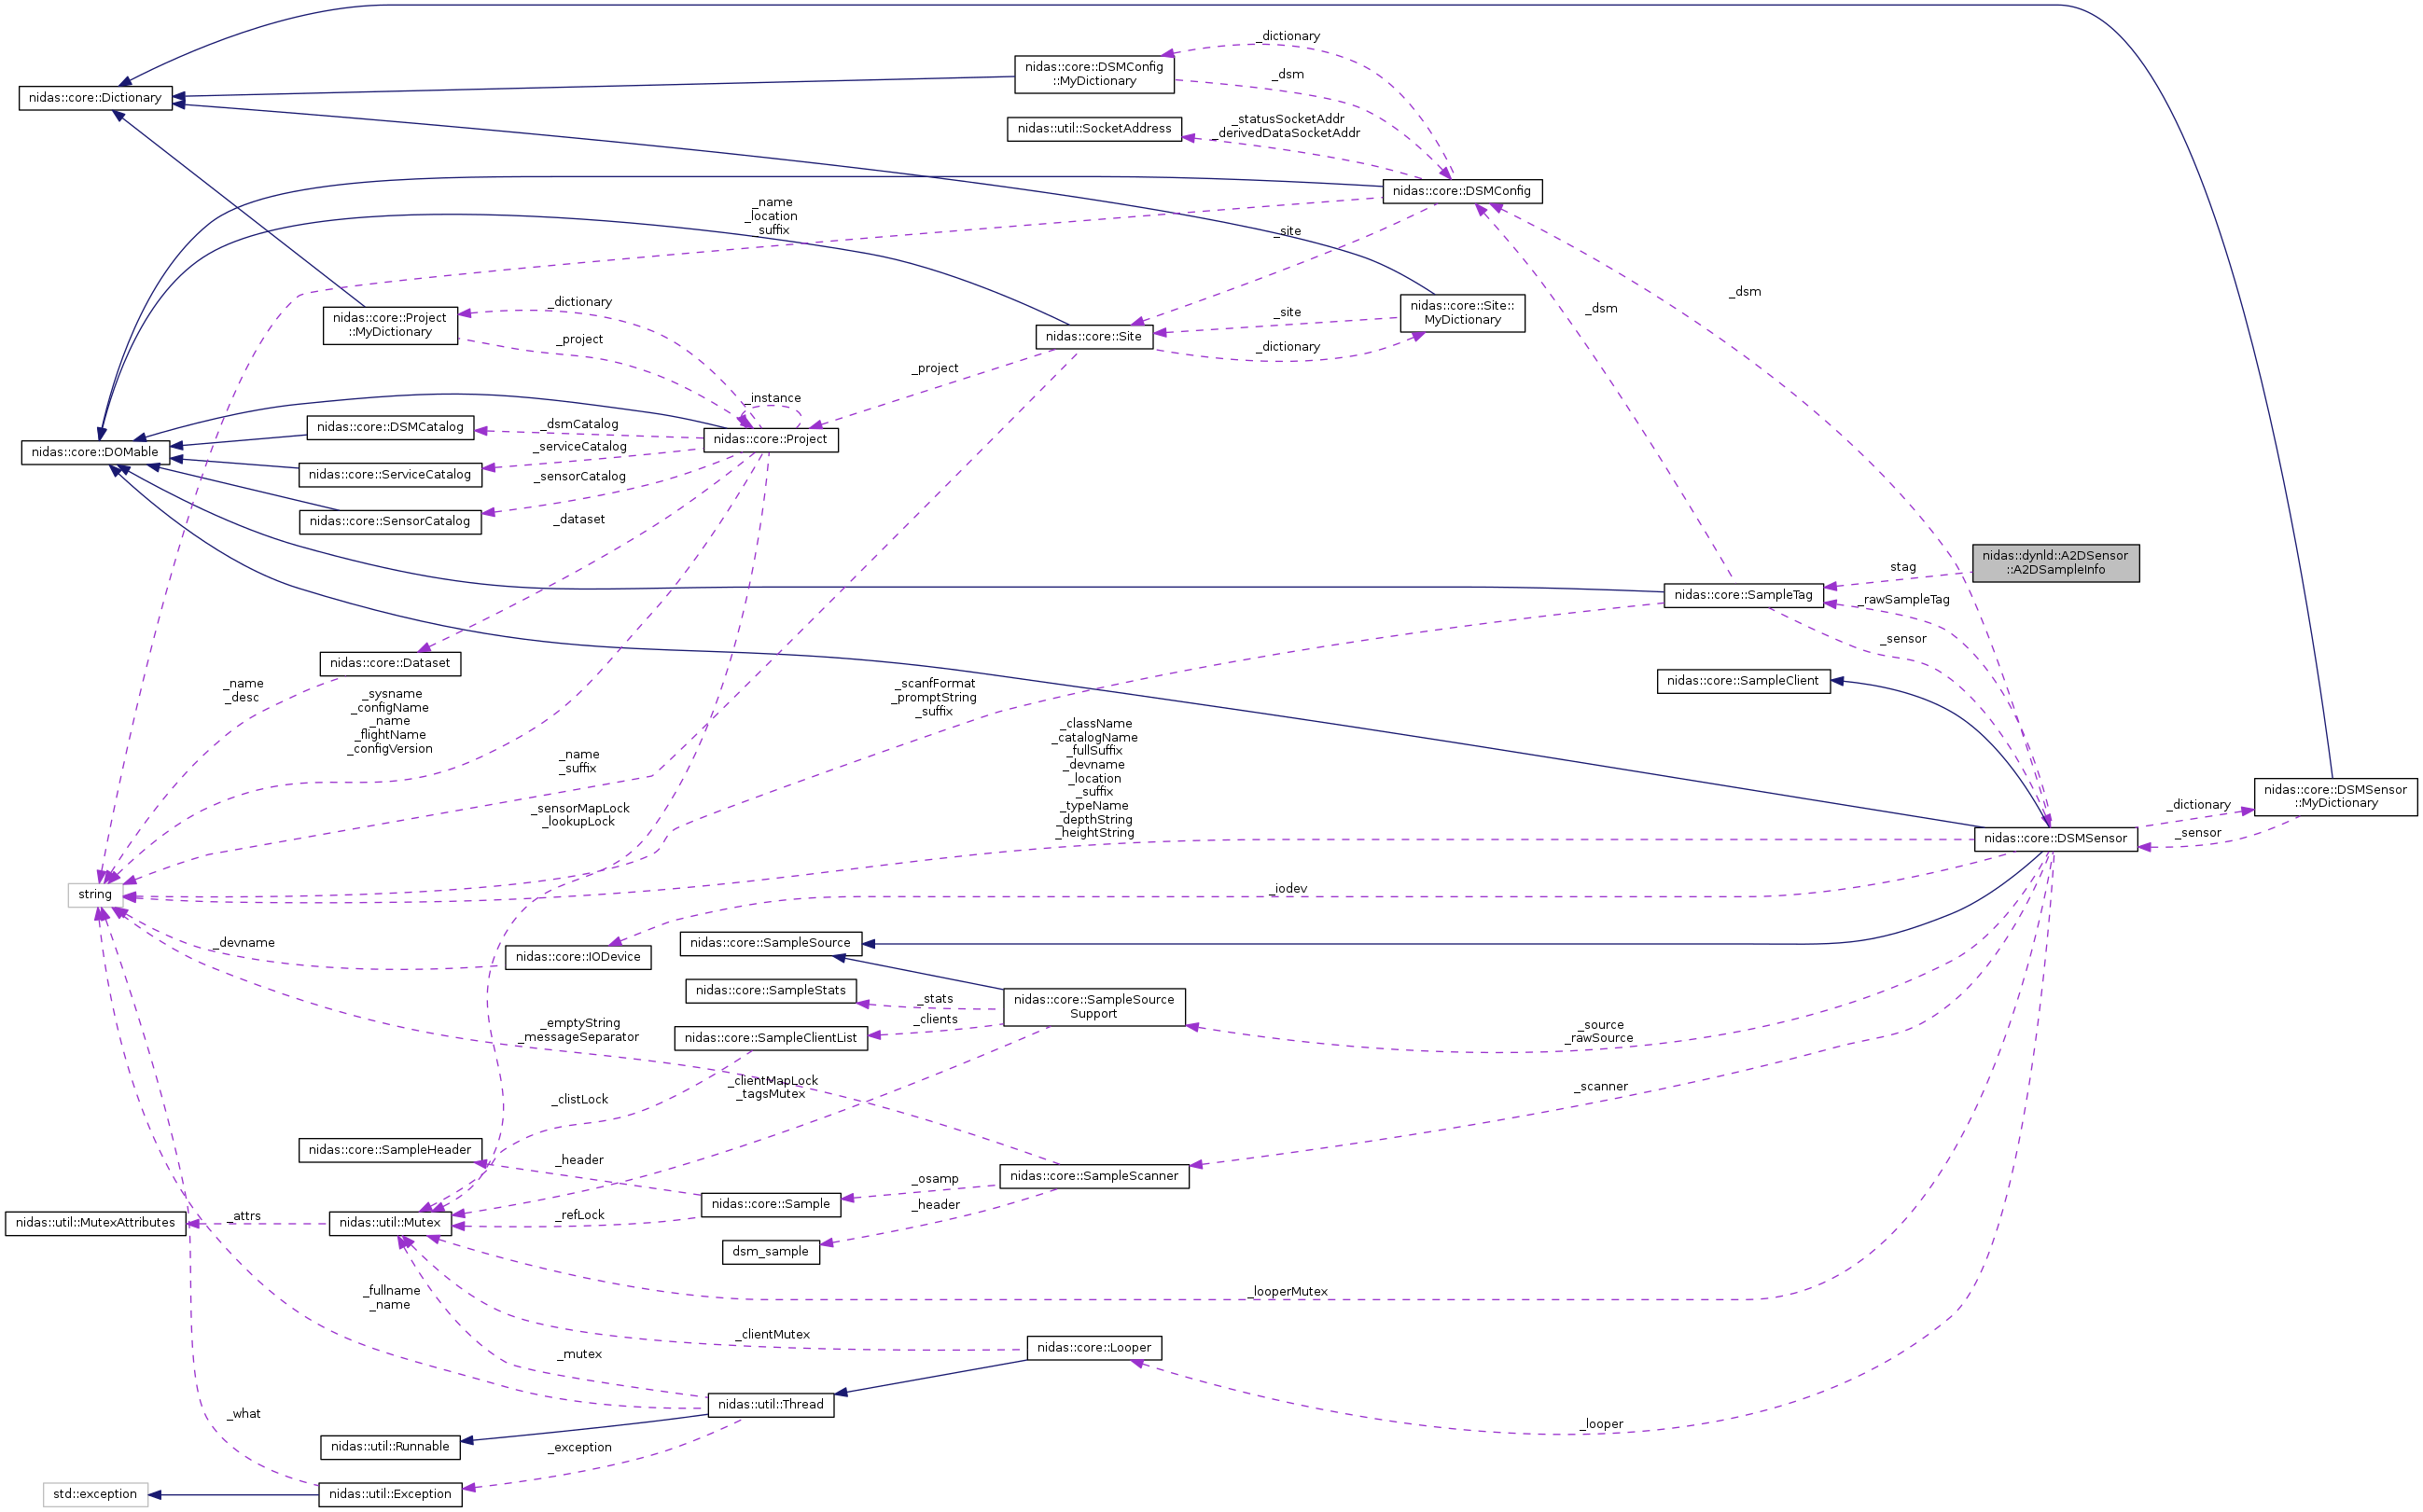 _dictionary
nidas::core::DSMConfig
::MyDictionary
_dsm
nidas::core::Dictionary
nidas::util::SocketAddress
_statusSocketAddr
_derivedDataSocketAddr
nidas::core::DSMConfig
_name
_location
_suffix
_site
_dsm
nidas::core::Project
::MyDictionary
_dictionary
_project
nidas::core::Site
_site
_dictionary
nidas::core::Site::
MyDictionary
_dsm
_project
_instance
nidas::core::DOMable
nidas::core::DSMCatalog
_dsmCatalog
nidas::core::Project
nidas::core::ServiceCatalog
_serviceCatalog
_sensorCatalog
nidas::core::SensorCatalog
_dataset
nidas::dynld::A2DSensor
::A2DSampleInfo
stag
nidas::core::SampleTag
_rawSampleTag
_sensor
nidas::core::Dataset
_name
_desc
_sysname
_configName
_name
_flightName
_configVersion
_scanfFormat
_promptString
_suffix
nidas::core::SampleClient
_name
_suffix
_className
_catalogName
_fullSuffix
_devname
_location
_suffix
_typeName
_depthString
_heightString
nidas::core::DSMSensor
::MyDictionary
_dictionary
_sensor
nidas::core::DSMSensor
_sensorMapLock
_lookupLock
string
_iodev
_devname
nidas::core::IODevice
nidas::core::SampleSource
nidas::core::SampleStats
_stats
nidas::core::SampleSource
Support
_clients
nidas::core::SampleClientList
_emptyString
_messageSeparator
_source
_rawSource
_clientMapLock
_tagsMutex
_scanner
_clistLock
nidas::core::SampleHeader
_header
nidas::core::SampleScanner
_osamp
nidas::core::Sample
_header
_refLock
nidas::util::MutexAttributes
_attrs
nidas::util::Mutex
dsm_sample
_fullname
_name
_looperMutex
_clientMutex
nidas::core::Looper
_mutex
nidas::util::Thread
_what
_looper
nidas::util::Runnable
_exception
std::exception
nidas::util::Exception